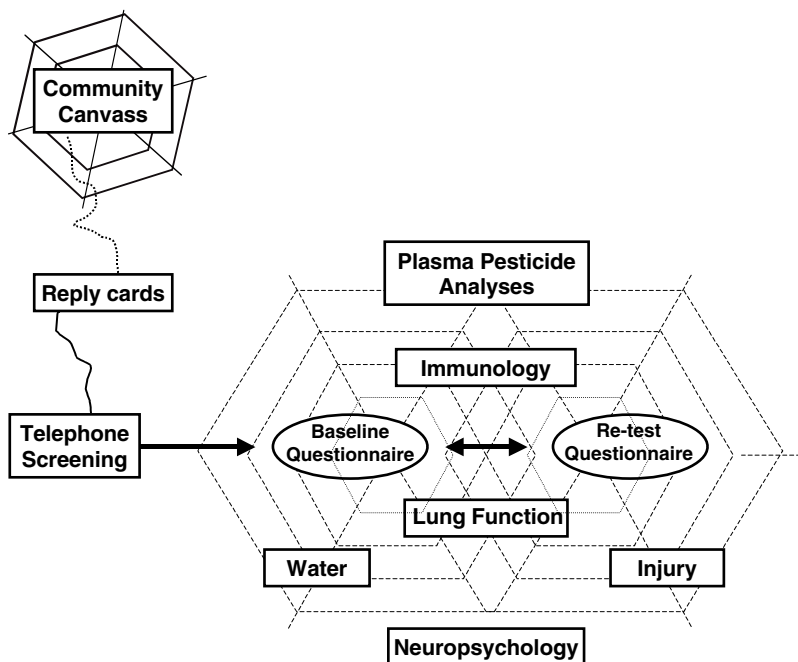 Community
Canvass
Reply cards
Plasma Pesticide
Analyses
Immunology
Telephone
Screening
Baseline
Questionnaire
Re-test
Questionnaire
Lung Function
Water
Injury
Neuropsychology